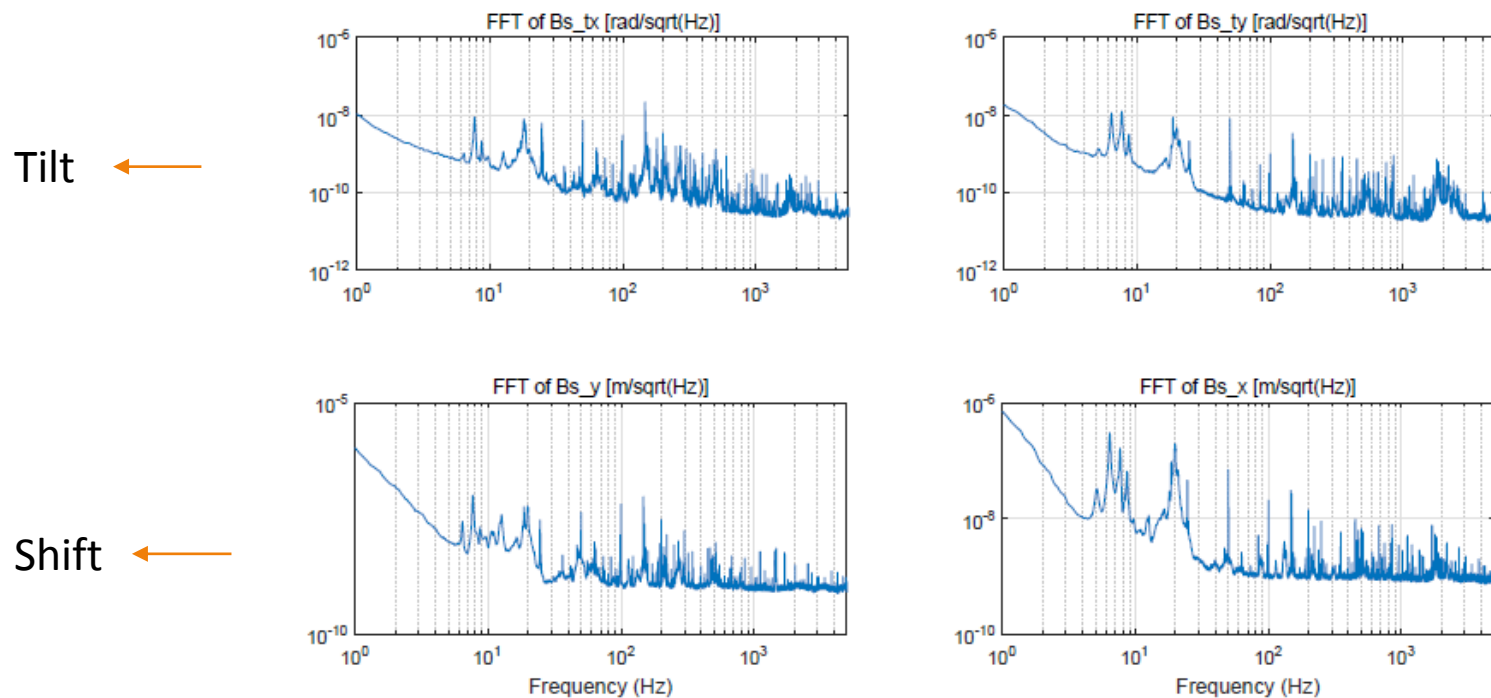 FFT of Bs_tx [rad/sqrt(Hz)]
10^-6
10^-8
10^-10
10^-12
10^0 10^1 10^2 10^3
FFT of Bs_ty [rad/sqrt(Hz)]
10^-6
10^-8
10^-10
10^-12
10^0 10^1 10^2 10^3
Tilt
FFT of Bs_y [m/sqrt(Hz)]
10^-5
10^-10
10^0 10^1 10^2 10^3
Frequency (Hz)
FFT of Bs_x [m/sqrt(Hz)]
10^-6
10^-8
10^-10
10^0 10^1 10^2 10^3
Frequency (Hz)
Shift